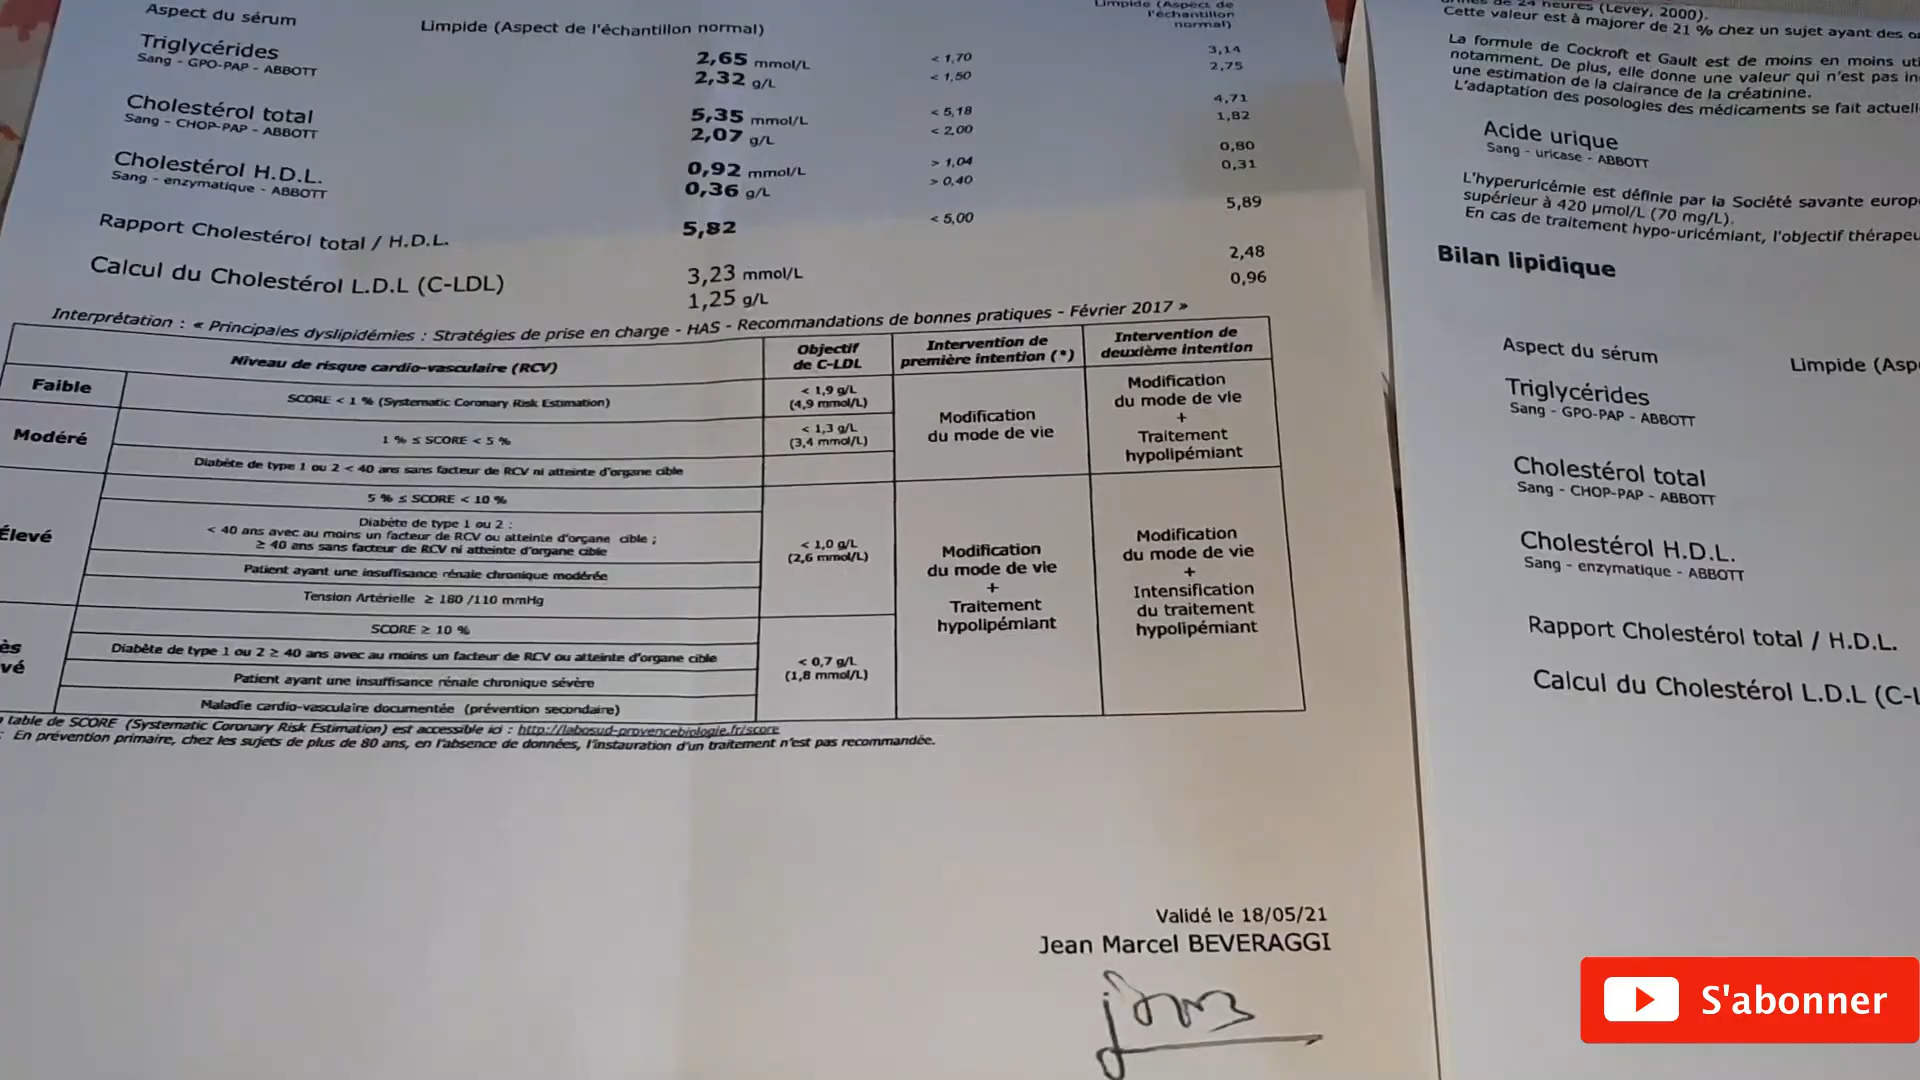 Aspect du sérum
Limpide (Aspect de l'échantillon normal)
Limpide (Aspect de
l'échantillon
normal)
Triglycérides
2,65 mmol/L
< 1,70
3,14
Sang - GPO-PAP - ABBOTT
2,32 g/L
< 1,50
2,75
Cholestérol total
5,35 mmol/L
< 5,18
4,71
Sang - CHOP-PAP - ABBOTT
2,07 g/L
< 2,00
1,82
Cholestérol H.D.L.
0,92 mmol/L
> 1,04
0,80
Sang - enzymatique - ABBOTT
0,36 g/L
> 0,40
0,31
Rapport Cholestérol total / H.D.L.
5,82
< 5,00
5,89
Calcul du Cholestérol L.D.L (C-LDL)
3,23 mmol/L
2,48
1,25 g/L
0,96
Interprétation : « Principales dyslipidémies : Stratégies de prise en charge - HAS - Recommandations de bonnes pratiques - Février 2017 »
Niveau de risque cardio-vasculaire (RCV)
Objectif
de C-LDL
Intervention de
première intention (*)
Intervention de
deuxième intention
Faible
SCORE < 1 % (Systematic Coronary Risk Estimation)
< 1,9 g/L
(4,9 mmol/L)
Modification
du mode de vie
Modification
du mode de vie
+
Traitement
hypolipémiant
Modéré
1 % ≤ SCORE < 5 %
< 1,3 g/L
(3,4 mmol/L)
Diabète de type 1 ou 2 < 40 ans sans facteur de RCV ni atteinte d'organe cible
Élevé
5 % ≤ SCORE < 10 %
Diabète de type 1 ou 2 :
< 40 ans avec au moins un facteur de RCV ou atteinte d'organe cible ;
≥ 40 ans sans facteur de RCV ni atteinte d'organe cible
Patient ayant une insuffisance rénale chronique modérée
Tension Artérielle ≥ 180 /110 mmHg
< 1,0 g/L
(2,6 mmol/L)
Modification
du mode de vie
+
Traitement
hypolipémiant
Modification
du mode de vie
+
Intensification
du traitement
hypolipémiant
ès
vé
SCORE ≥ 10 %
Diabète de type 1 ou 2 ≥ 40 ans avec au moins un facteur de RCV ou atteinte d'organe cible
Patient ayant une insuffisance rénale chronique sévère
Maladie cardio-vasculaire documentée (prévention secondaire)
< 0,7 g/L
(1,8 mmol/L)
table de SCORE (Systematic Coronary Risk Estimation) est accessible ici : http://labosud-provencebiologie.fr/score
: En prévention primaire, chez les sujets de plus de 80 ans, en l'absence de données, l'instauration d'un traitement n'est pas recommandée.
Validé le 18/05/21
Jean Marcel BEVERAGGI
de 24 heures (Levey, 2000).
Cette valeur est à majorer de 21 % chez un sujet ayant des o
La formule de Cockroft et Gault est de moins en moins uti
notamment. De plus, elle donne une valeur qui n'est pas in
une estimation de la clairance de la créatinine.
L'adaptation des posologies des médicaments se fait actuell
Acide urique
Sang - uricase - ABBOTT
L'hyperuricémie est définie par la Société savante europ
supérieur à 420 µmol/L (70 mg/L).
En cas de traitement hypo-uricémiant, l'objectif thérapeu
Bilan lipidique
Aspect du sérum
Limpide (Asp
Triglycérides
Sang - GPO-PAP - ABBOTT
Cholestérol total
Sang - CHOP-PAP - ABBOTT
Cholestérol H.D.L.
Sang - enzymatique - ABBOTT
Rapport Cholestérol total / H.D.L.
Calcul du Cholestérol L.D.L (C-L
S'abonner